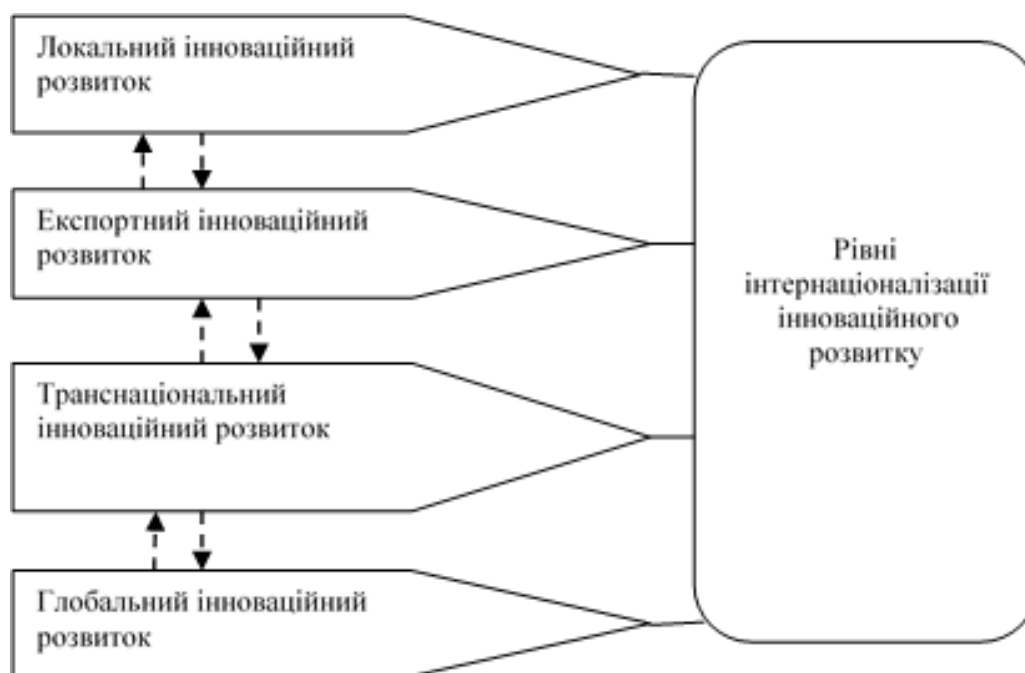 Локальний інноваційний
розвиток
Експортний інноваційний
розвиток
Транснаціональний
інноваційний розвиток
Глобальний інноваційний
розвиток
Рівні
інтернаціоналізації
інноваційного
розвитку